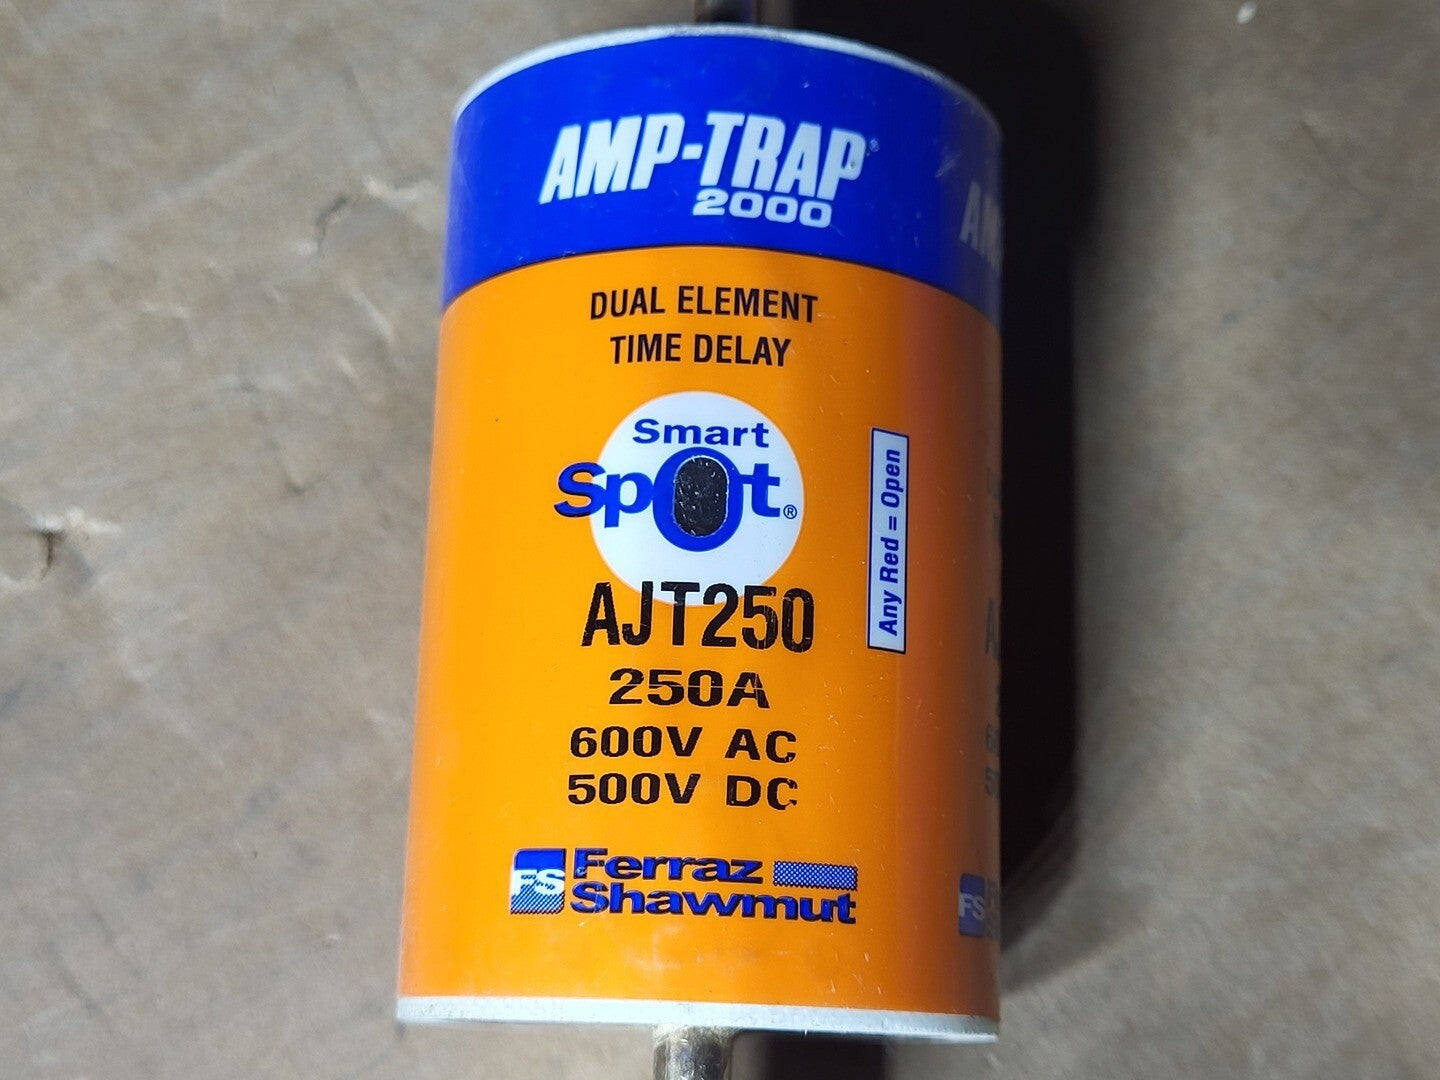 AMP-TRAP®
2000
DUAL ELEMENT
TIME DELAY
Smart
Spot®
Any Red = Open
AJT250
250A
600V AC
500V DC
FS Ferraz
Shawmut
FS